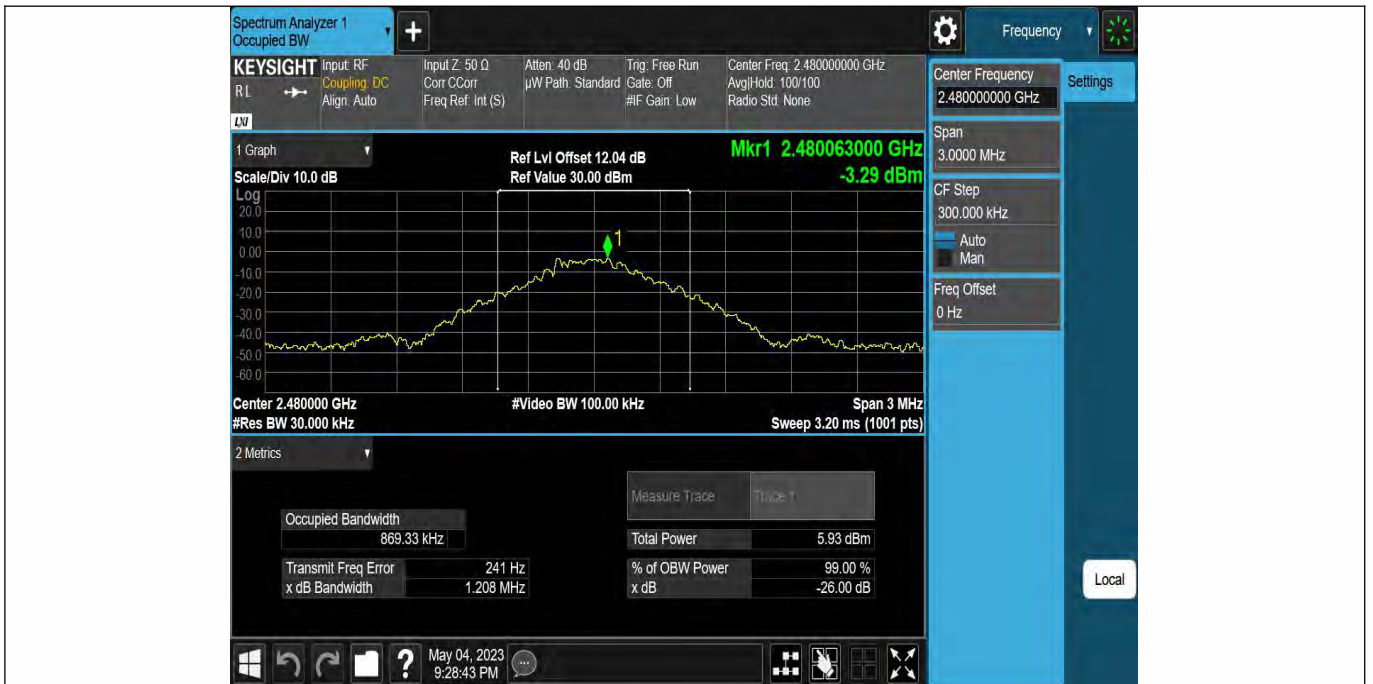 Spectrum Analyzer 1
Occupied BW
+
Frequency
KEYSIGHT
RL
LXI
Input: RF
Coupling: DC
Align: Auto
Input Z: 50 Ω
Corr CCorr
Freq Ref: Int (S)
Atten: 40 dB
µW Path: Standard
Trig: Free Run
Gate: Off
#IF Gain: Low
Center Freq: 2.480000000 GHz
Avg|Hold: 100/100
Radio Std: None
Center Frequency
2.480000000 GHz
Settings
Span
3.0000 MHz
CF Step
300.000 kHz
Auto
Man
Freq Offset
0 Hz
1 Graph
Scale/Div 10.0 dB
Ref Lvl Offset 12.04 dB
Ref Value 30.00 dBm
Mkr1 2.480063000 GHz
-3.29 dBm
Log
20.0
10.0
0.00
-10.0
-20.0
-30.0
-40.0
-50.0
-60.0
1
Center 2.480000 GHz
#Res BW 30.000 kHz
#Video BW 100.00 kHz
Span 3 MHz
Sweep 3.20 ms (1001 pts)
2 Metrics
Measure Trace Trace 1
Occupied Bandwidth
869.33 kHz
Total Power 5.93 dBm
Transmit Freq Error 241 Hz
% of OBW Power 99.00 %
x dB Bandwidth 1.208 MHz
x dB -26.00 dB
Local
?
May 04, 2023
9:28:43 PM